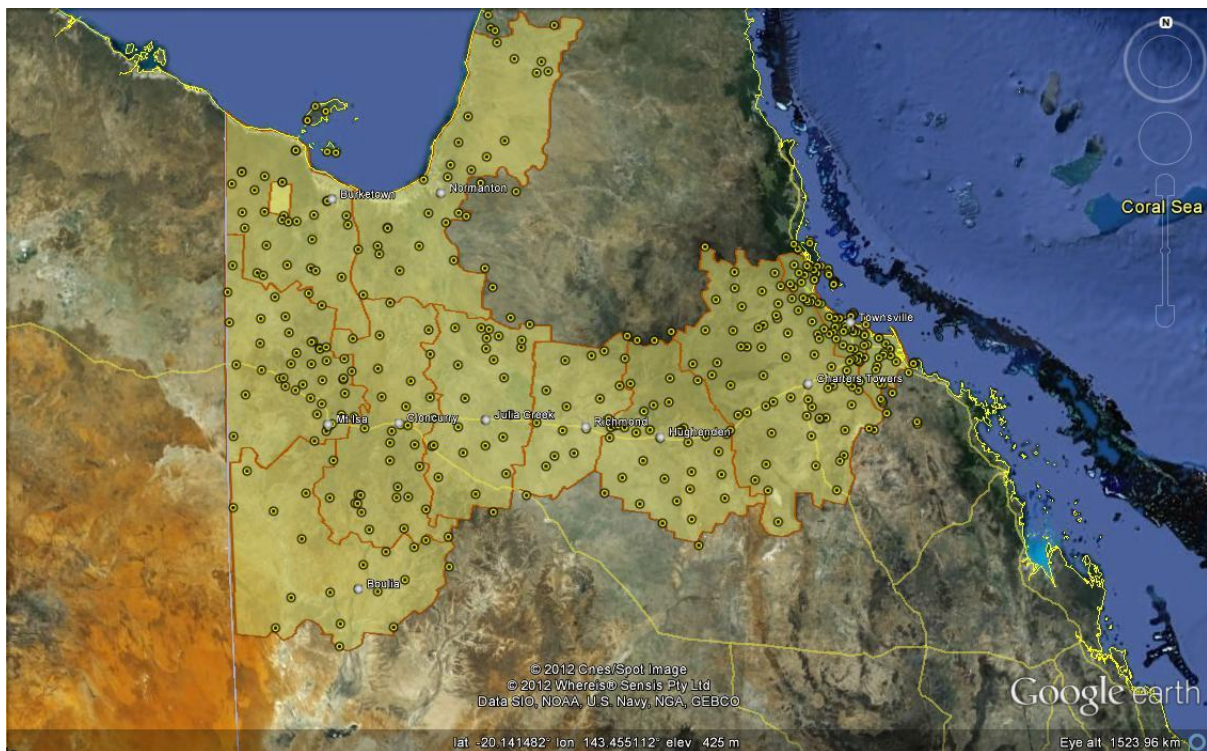 N
Coral Sea
Burketown
Normanton
Townsville
Charters Towers
Mt Isa
Cloncurry
Julia Creek
Richmond
Hughenden
Boulia
© 2012 Cnes/Spot Image
© 2012 Whereis® Sensis Pty Ltd
Data SIO, NOAA, U.S. Navy, NGA, GEBCO
Google earth
lat -20.141482° lon 143.455112° elev 425 m
Eye alt 1523.96 km